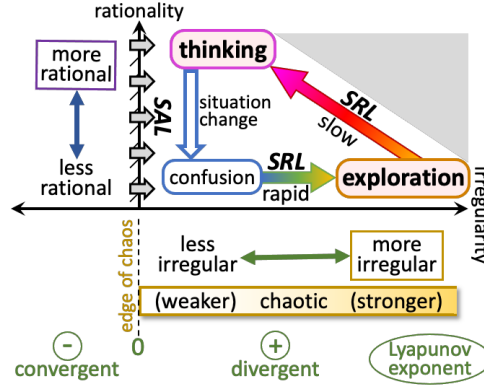 rationality
more
rational
less
rational
SAL
thinking
situation
change
SRL
slow
confusion
SRL
rapid
exploration
Irregularity
edge of chaos
less
irregular
more
irregular
(weaker) chaotic (stronger)
−
convergent
0
+
divergent
Lyapunov
exponent